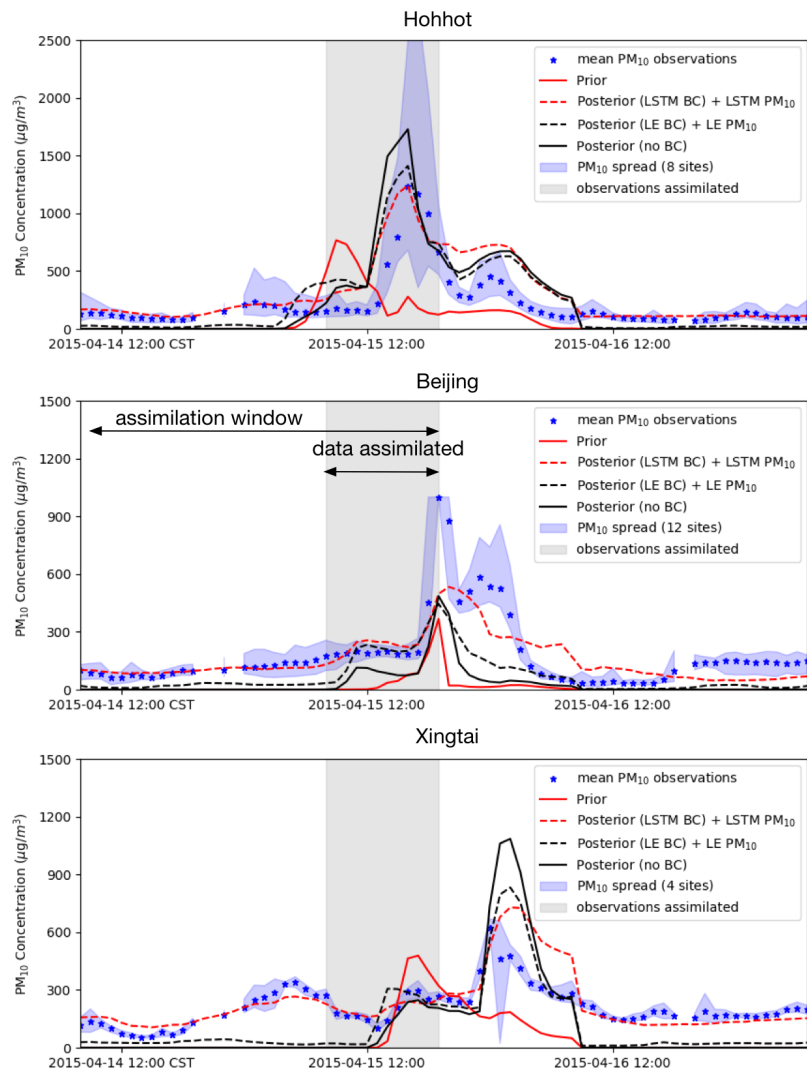 Hohhot
2500
2000
1500
1000
500
0
PM10 Concentration (μg/m³)
mean PM10 observations
Prior
Posterior (LSTM BC) + LSTM PM10
Posterior (LE BC) + LE PM10
Posterior (no BC)
PM10 spread (8 sites)
observations assimilated
2015-04-14 12:00 CST
2015-04-15 12:00
2015-04-16 12:00
Beijing
1500
1200
900
600
300
0
PM10 Concentration (μg/m³)
assimilation window
data assimilated
mean PM10 observations
Prior
Posterior (LSTM BC) + LSTM PM10
Posterior (LE BC) + LE PM10
Posterior (no BC)
PM10 spread (12 sites)
observations assimilated
2015-04-14 12:00 CST
2015-04-15 12:00
2015-04-16 12:00
Xingtai
1500
1200
900
600
300
0
PM10 Concentration (μg/m³)
mean PM10 observations
Prior
Posterior (LSTM BC) + LSTM PM10
Posterior (LE BC) + LE PM10
Posterior (no BC)
PM10 spread (4 sites)
observations assimilated
2015-04-14 12:00 CST
2015-04-15 12:00
2015-04-16 12:00